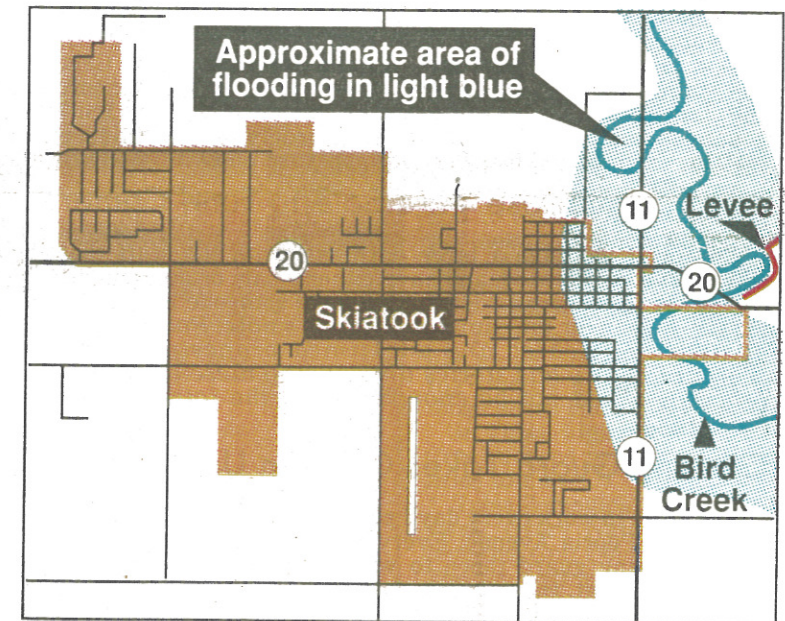 Approximate area of
flooding in light blue
11
Levee
20
20
Skiatook
11
Bird
Creek